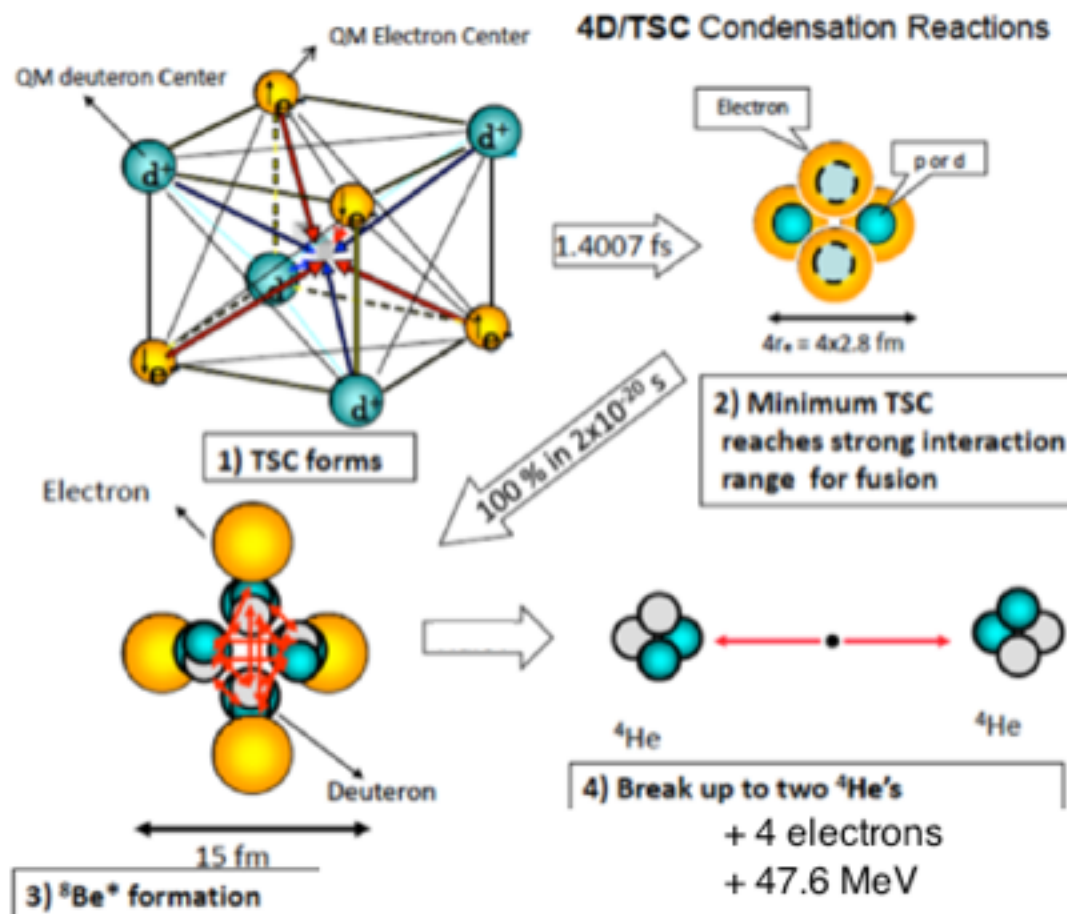 4D/TSC Condensation Reactions
QM Electron Center
QM deuteron Center
e-
d+
d+
e-
d
e-
e-
d+
1) TSC forms
1.4007 fs
Electron
p or d
4rₑ = 4x2.8 fm
2) Minimum TSC
reaches strong interaction
range for fusion
100 % in 2x10⁻²⁰ s
Electron
Deuteron
15 fm
3) ⁸Be* formation
⁴He
⁴He
4) Break up to two ⁴He's
+ 4 electrons
+ 47.6 MeV